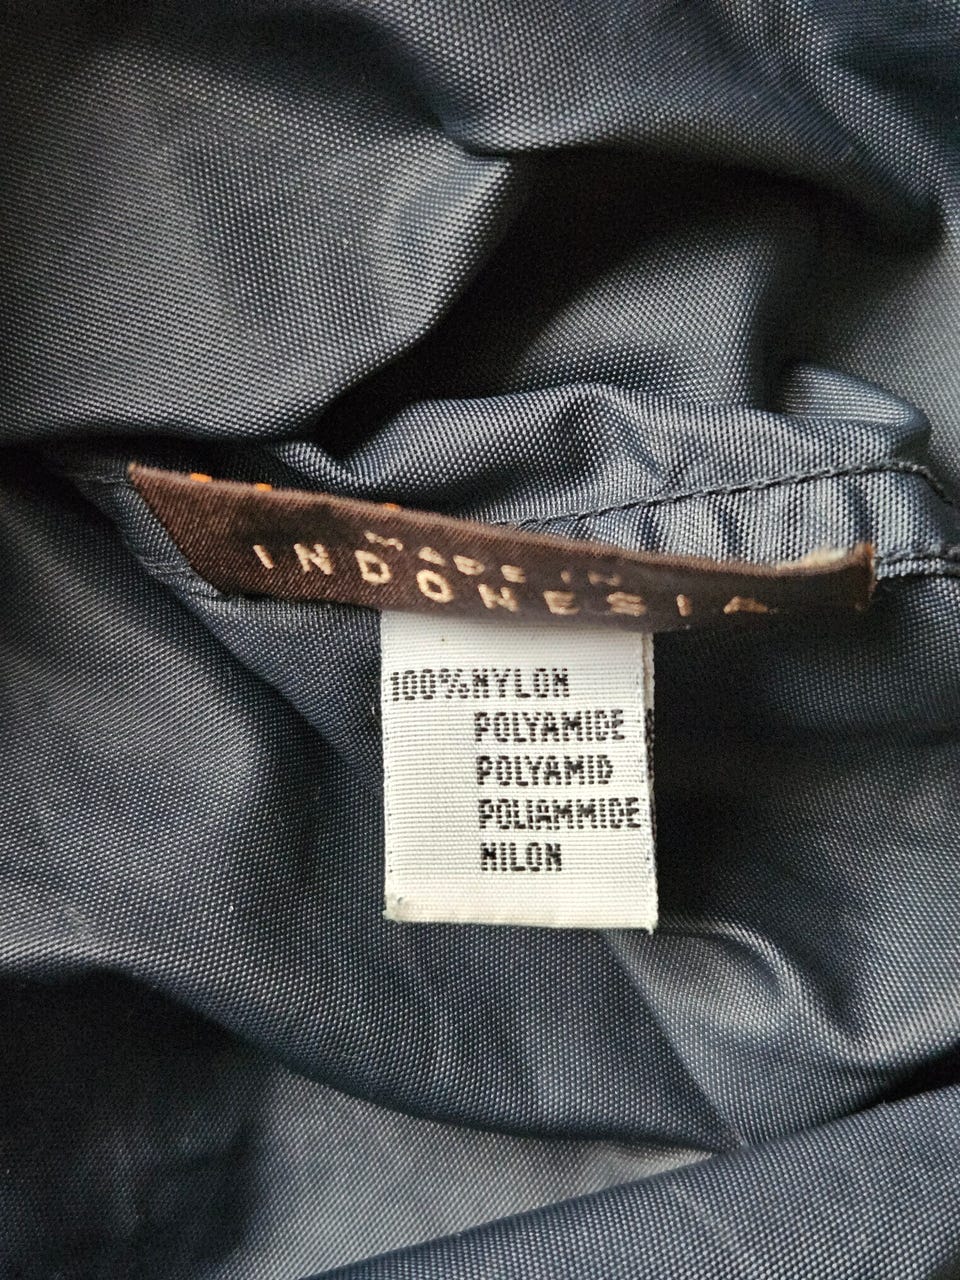 MADE IN
INDONESIA
100%NYLON
POLYAMIDE
POLYAMID
POLIAMMIDE
NILON